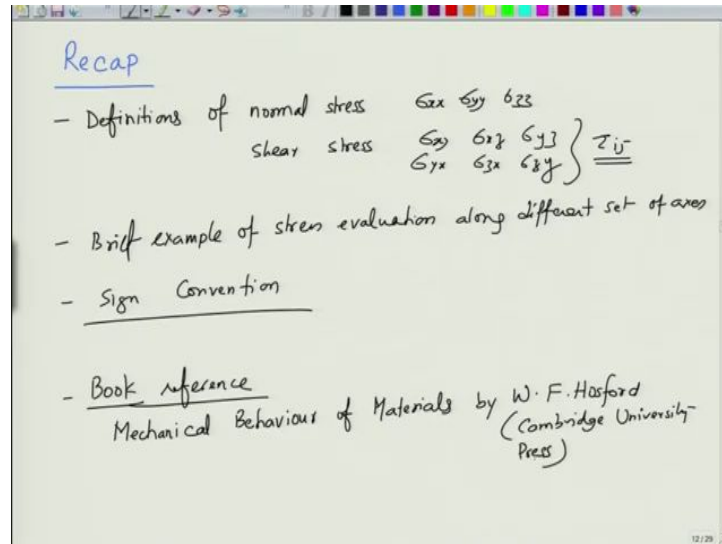 Recap
- Definitions of normal stress σxx σyy σzz
shear stress σxy σxz σyz } τij
σyx σzx σzy
- Brief example of stress evaluation along different set of axes
- Sign Convention
- Book reference
Mechanical Behaviour of Materials by W.F. Hosford
(Cambridge University
Press)
12/29